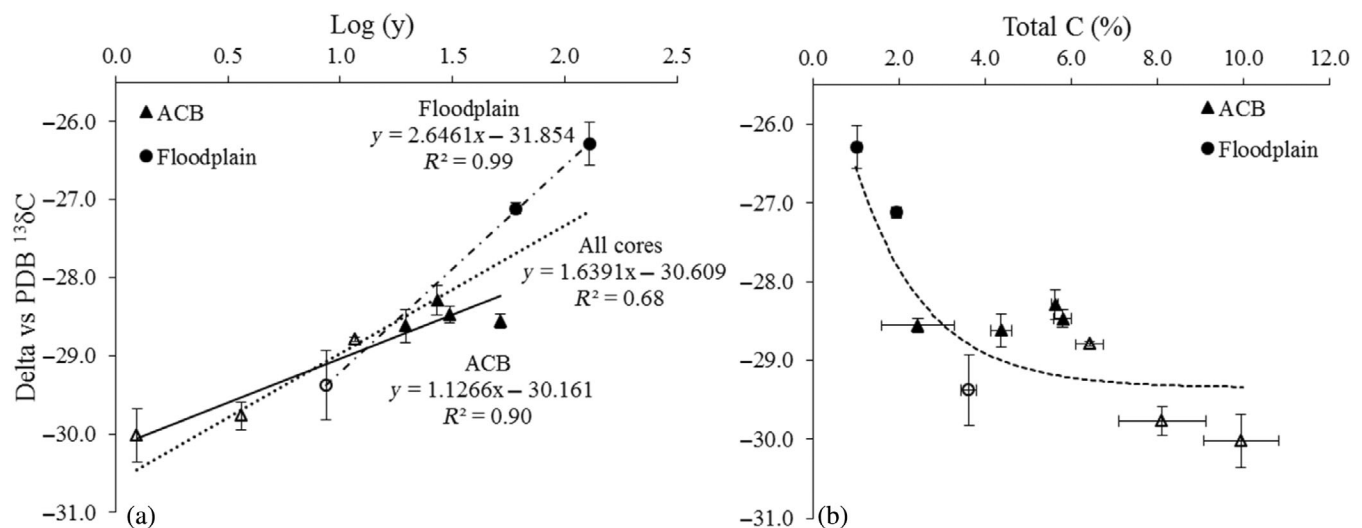 Log (y)
0.0 0.5 1.0 1.5 2.0 2.5
−26.0
−27.0
−28.0
−29.0
−30.0
−31.0
Delta vs PDB ¹³δC
ACB
Floodplain
Floodplain
y = 2.6461x − 31.854
R² = 0.99
All cores
y = 1.6391x − 30.609
R² = 0.68
ACB
y = 1.1266x − 30.161
R² = 0.90
(a)
Total C (%)
0.0 2.0 4.0 6.0 8.0 10.0 12.0
−26.0
−27.0
−28.0
−29.0
−30.0
−31.0
ACB
Floodplain
(b)